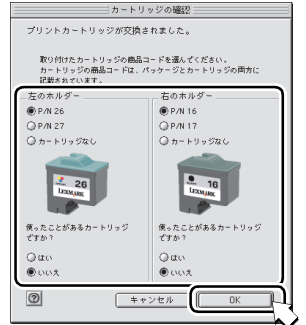 カートリッジの確認
プリントカートリッジが交換されました。
取り付けたカートリッジの商品コードを選んでください。
カートリッジの商品コードは、パッケージとカートリッジの両方に
記載されています。
左のホルダー
P/N 26
P/N 27
カートリッジなし
26
LEXMARK
使ったことがあるカートリッジ
ですか？
はい
いいえ
右のホルダー
P/N 16
P/N 17
カートリッジなし
16
LEXMARK
使ったことがあるカートリッジ
ですか？
はい
いいえ
?
キャンセル
OK